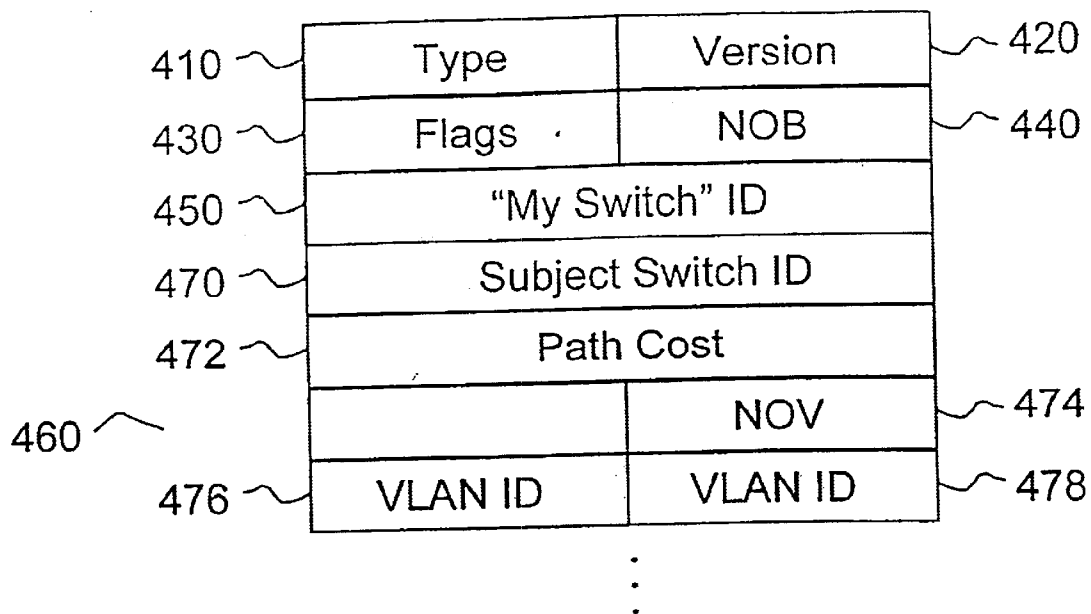 410 Type Version 420
430 Flags NOB 440
450 “My Switch” ID
470 Subject Switch ID
472 Path Cost
460 NOV 474
476 VLAN ID VLAN ID 478